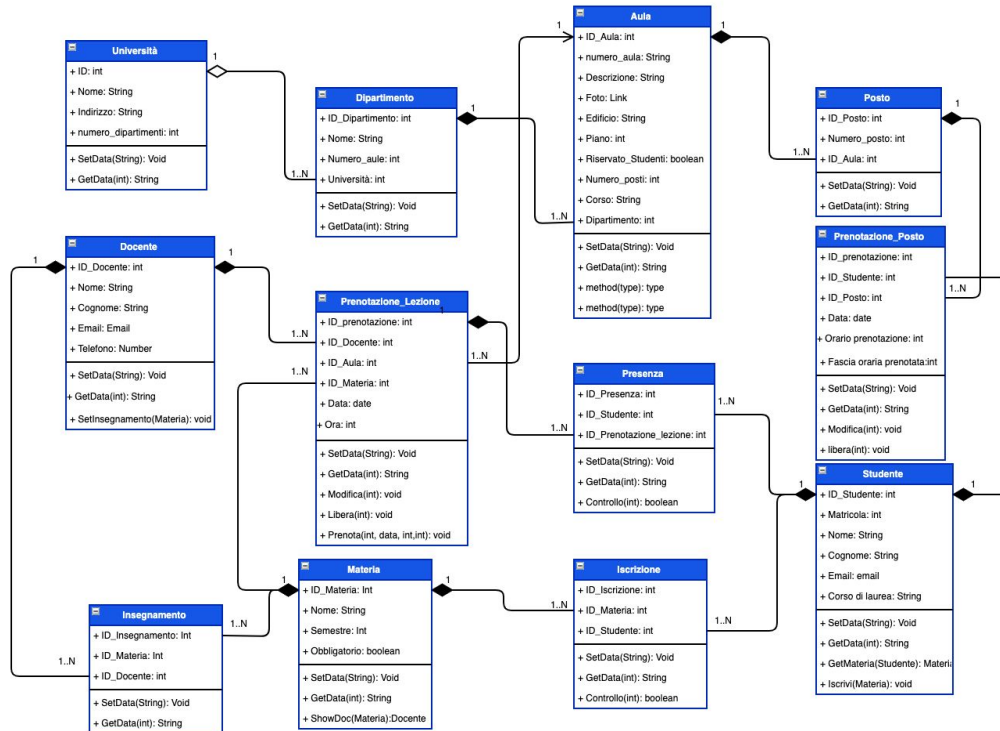 Università
+ ID: int
+ Nome: String
+ Indirizzo: String
+ numero_dipartimenti: int
+ SetData(String): Void
+ GetData(int): String
1
1..N
Dipartimento
+ ID_Dipartimento: int
+ Nome: String
+ Numero_aule: int
+ Università: int
+ SetData(String): Void
+ GetData(int): String
1
1..N
Aula
+ ID_Aula: int
+ numero_aula: String
+ Descrizione: String
+ Foto: Link
+ Edificio: String
+ Piano: int
+ Riservato_Studenti: boolean
+ Numero_posti: int
+ Corso: String
+ Dipartimento: int
+ SetData(String): Void
+ GetData(int): String
+ method(type): type
+ method(type): type
1
1
1..N
Posto
+ ID_Posto: int
+ Numero_posto: int
+ ID_Aula: int
+ SetData(String): Void
+ GetData(int): String
1
1..N
Prenotazione_Posto
+ ID_prenotazione: int
+ ID_Studente: int
+ ID_Posto: int
+ Data: date
+ Orario prenotazione: int
+ Fascia oraria prenotata:int
+ SetData(String): Void
+ GetData(int): String
+ Modifica(int): void
+ libera(int): void
Docente
+ ID_Docente: int
+ Nome: String
+ Cognome: String
+ Email: Email
+ Telefono: Number
+ SetData(String): Void
+ GetData(int): String
+ SetInsegnamento(Materia): void
1
1
1..N
1..N
Prenotazione_Lezione
+ ID_prenotazione: int
+ ID_Docente: int
+ ID_Aula: int
+ ID_Materia: int
+ Data: date
+ Ora: int
+ SetData(String): Void
+ GetData(int): String
+ Modifica(int): void
+ Libera(int): void
+ Prenota(int, data, int,int): void
1
1..N
1..N
Presenza
+ ID_Presenza: int
+ ID_Studente: int
+ ID_Prenotazione_lezione: int
+ SetData(String): Void
+ GetData(int): String
+ Controllo(int): boolean
1..N
Studente
+ ID_Studente: int
+ Matricola: int
+ Nome: String
+ Cognome: String
+ Email: email
+ Corso di laurea: String
+ SetData(String): Void
+ GetData(int): String
+ GetMateria(Studente): Materi
+ Iscrivi(Materia): void
1
1
Insegnamento
+ ID_Insegnamento: Int
+ ID_Materia: Int
+ ID_Docente: int
+ SetData(String): Void
+ GetData(int): String
1..N
1..N
Materia
+ ID_Materia: Int
+ Nome: String
+ Semestre: Int
+ Obbligatorio: boolean
+ SetData(String): Void
+ GetData(int): String
+ ShowDoc(Materia):Docente
1
1
1..N
Iscrizione
+ ID_Iscrizione: int
+ ID_Materia: int
+ ID_Studente: int
+ SetData(String): Void
+ GetData(int): String
+ Controllo(int): boolean
1..N